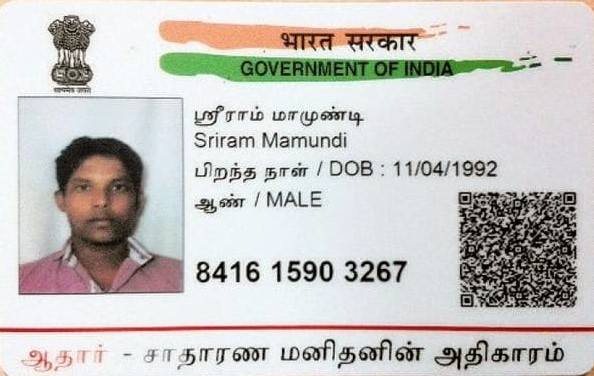 भारत सरकार
GOVERNMENT OF INDIA
सत्यमेव जयते
ஸ்ரீராம் மாமுண்டி
Sriram Mamundi
பிறந்த நாள் / DOB : 11/04/1992
ஆண் / MALE
8416 1590 3267
ஆதார் - சாதாரண மனிதனின் அதிகாரம்